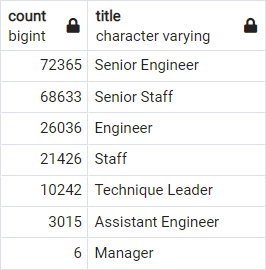 count title
bigint character varying
72365 Senior Engineer
68633 Senior Staff
26036 Engineer
21426 Staff
10242 Technique Leader
3015 Assistant Engineer
6 Manager